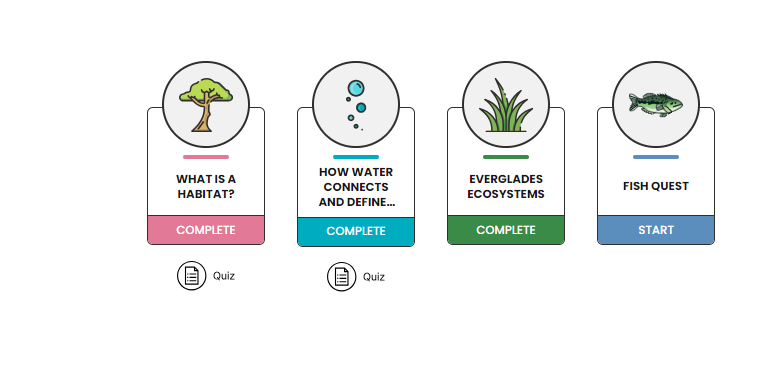 WHAT IS A
HABITAT?
COMPLETE
Quiz
HOW WATER
CONNECTS
AND DEFINE...
COMPLETE
Quiz
EVERGLADES
ECOSYSTEMS
COMPLETE
FISH QUEST
START